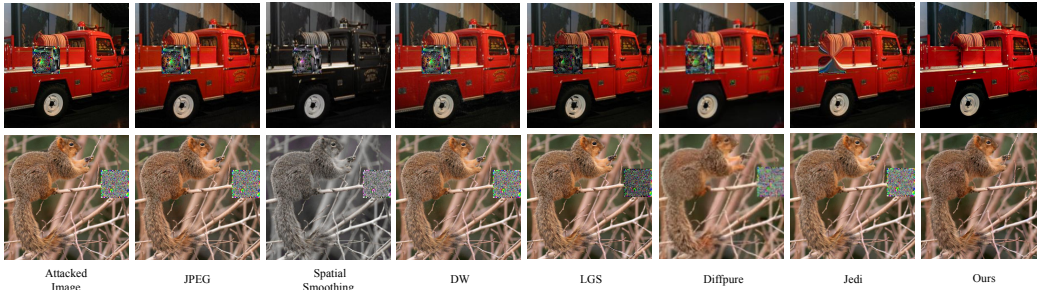 Attacked
Image
JPEG
Spatial
Smoothing
DW
LGS
Diffpure
Jedi
Ours